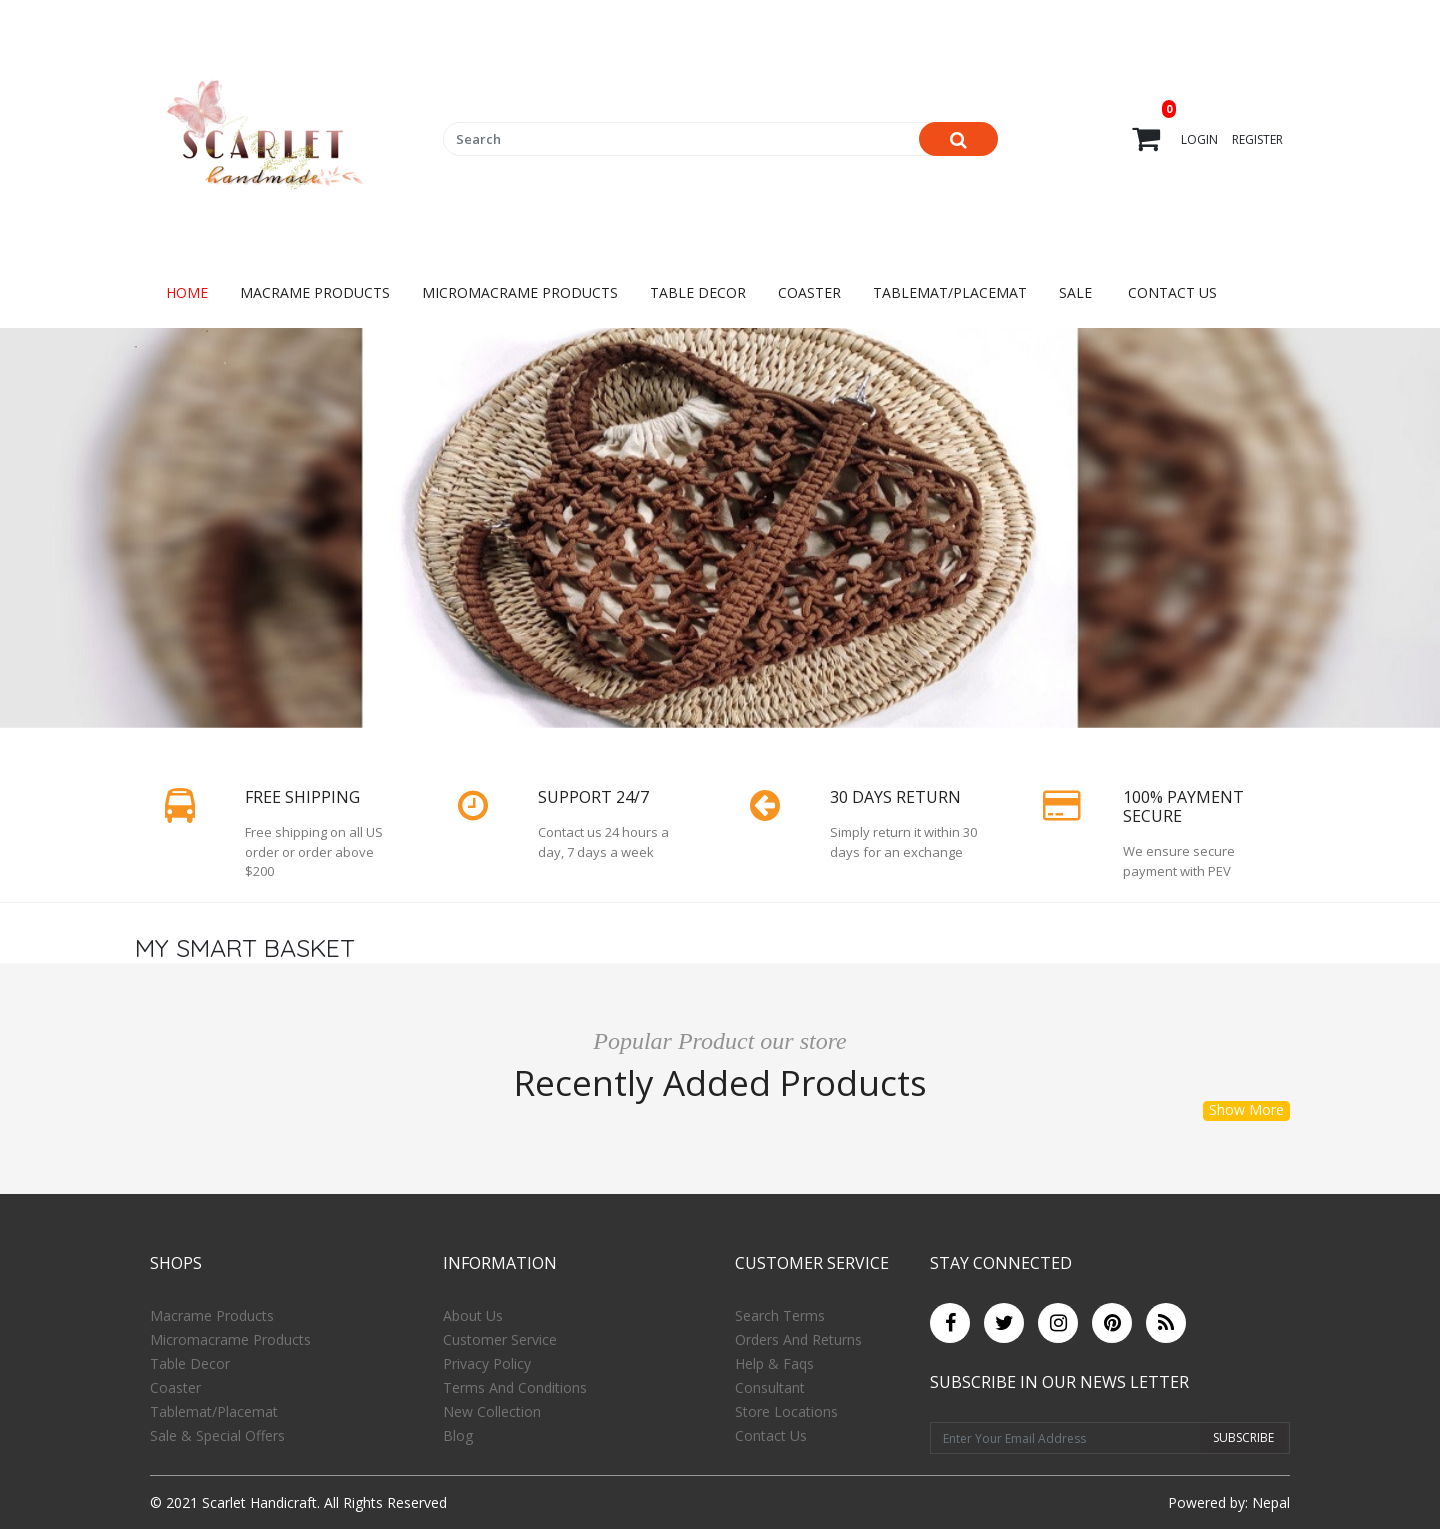 SCARLET
handmade
Search
0
LOGIN REGISTER
HOME MACRAME PRODUCTS MICROMACRAME PRODUCTS TABLE DECOR COASTER TABLEMAT/PLACEMAT SALE CONTACT US
FREE SHIPPING
Free shipping on all US
order or order above
$200
SUPPORT 24/7
Contact us 24 hours a
day, 7 days a week
30 DAYS RETURN
Simply return it within 30
days for an exchange
100% PAYMENT
SECURE
We ensure secure
payment with PEV
MY SMART BASKET
Popular Product our store
Recently Added Products
Show More
SHOPS
Macrame Products
Micromacrame Products
Table Decor
Coaster
Tablemat/Placemat
Sale & Special Offers
INFORMATION
About Us
Customer Service
Privacy Policy
Terms And Conditions
New Collection
Blog
CUSTOMER SERVICE
Search Terms
Orders And Returns
Help & Faqs
Consultant
Store Locations
Contact Us
STAY CONNECTED
SUBSCRIBE IN OUR NEWS LETTER
Enter Your Email Address SUBSCRIBE
© 2021 Scarlet Handicraft. All Rights Reserved
Powered by: Nepal